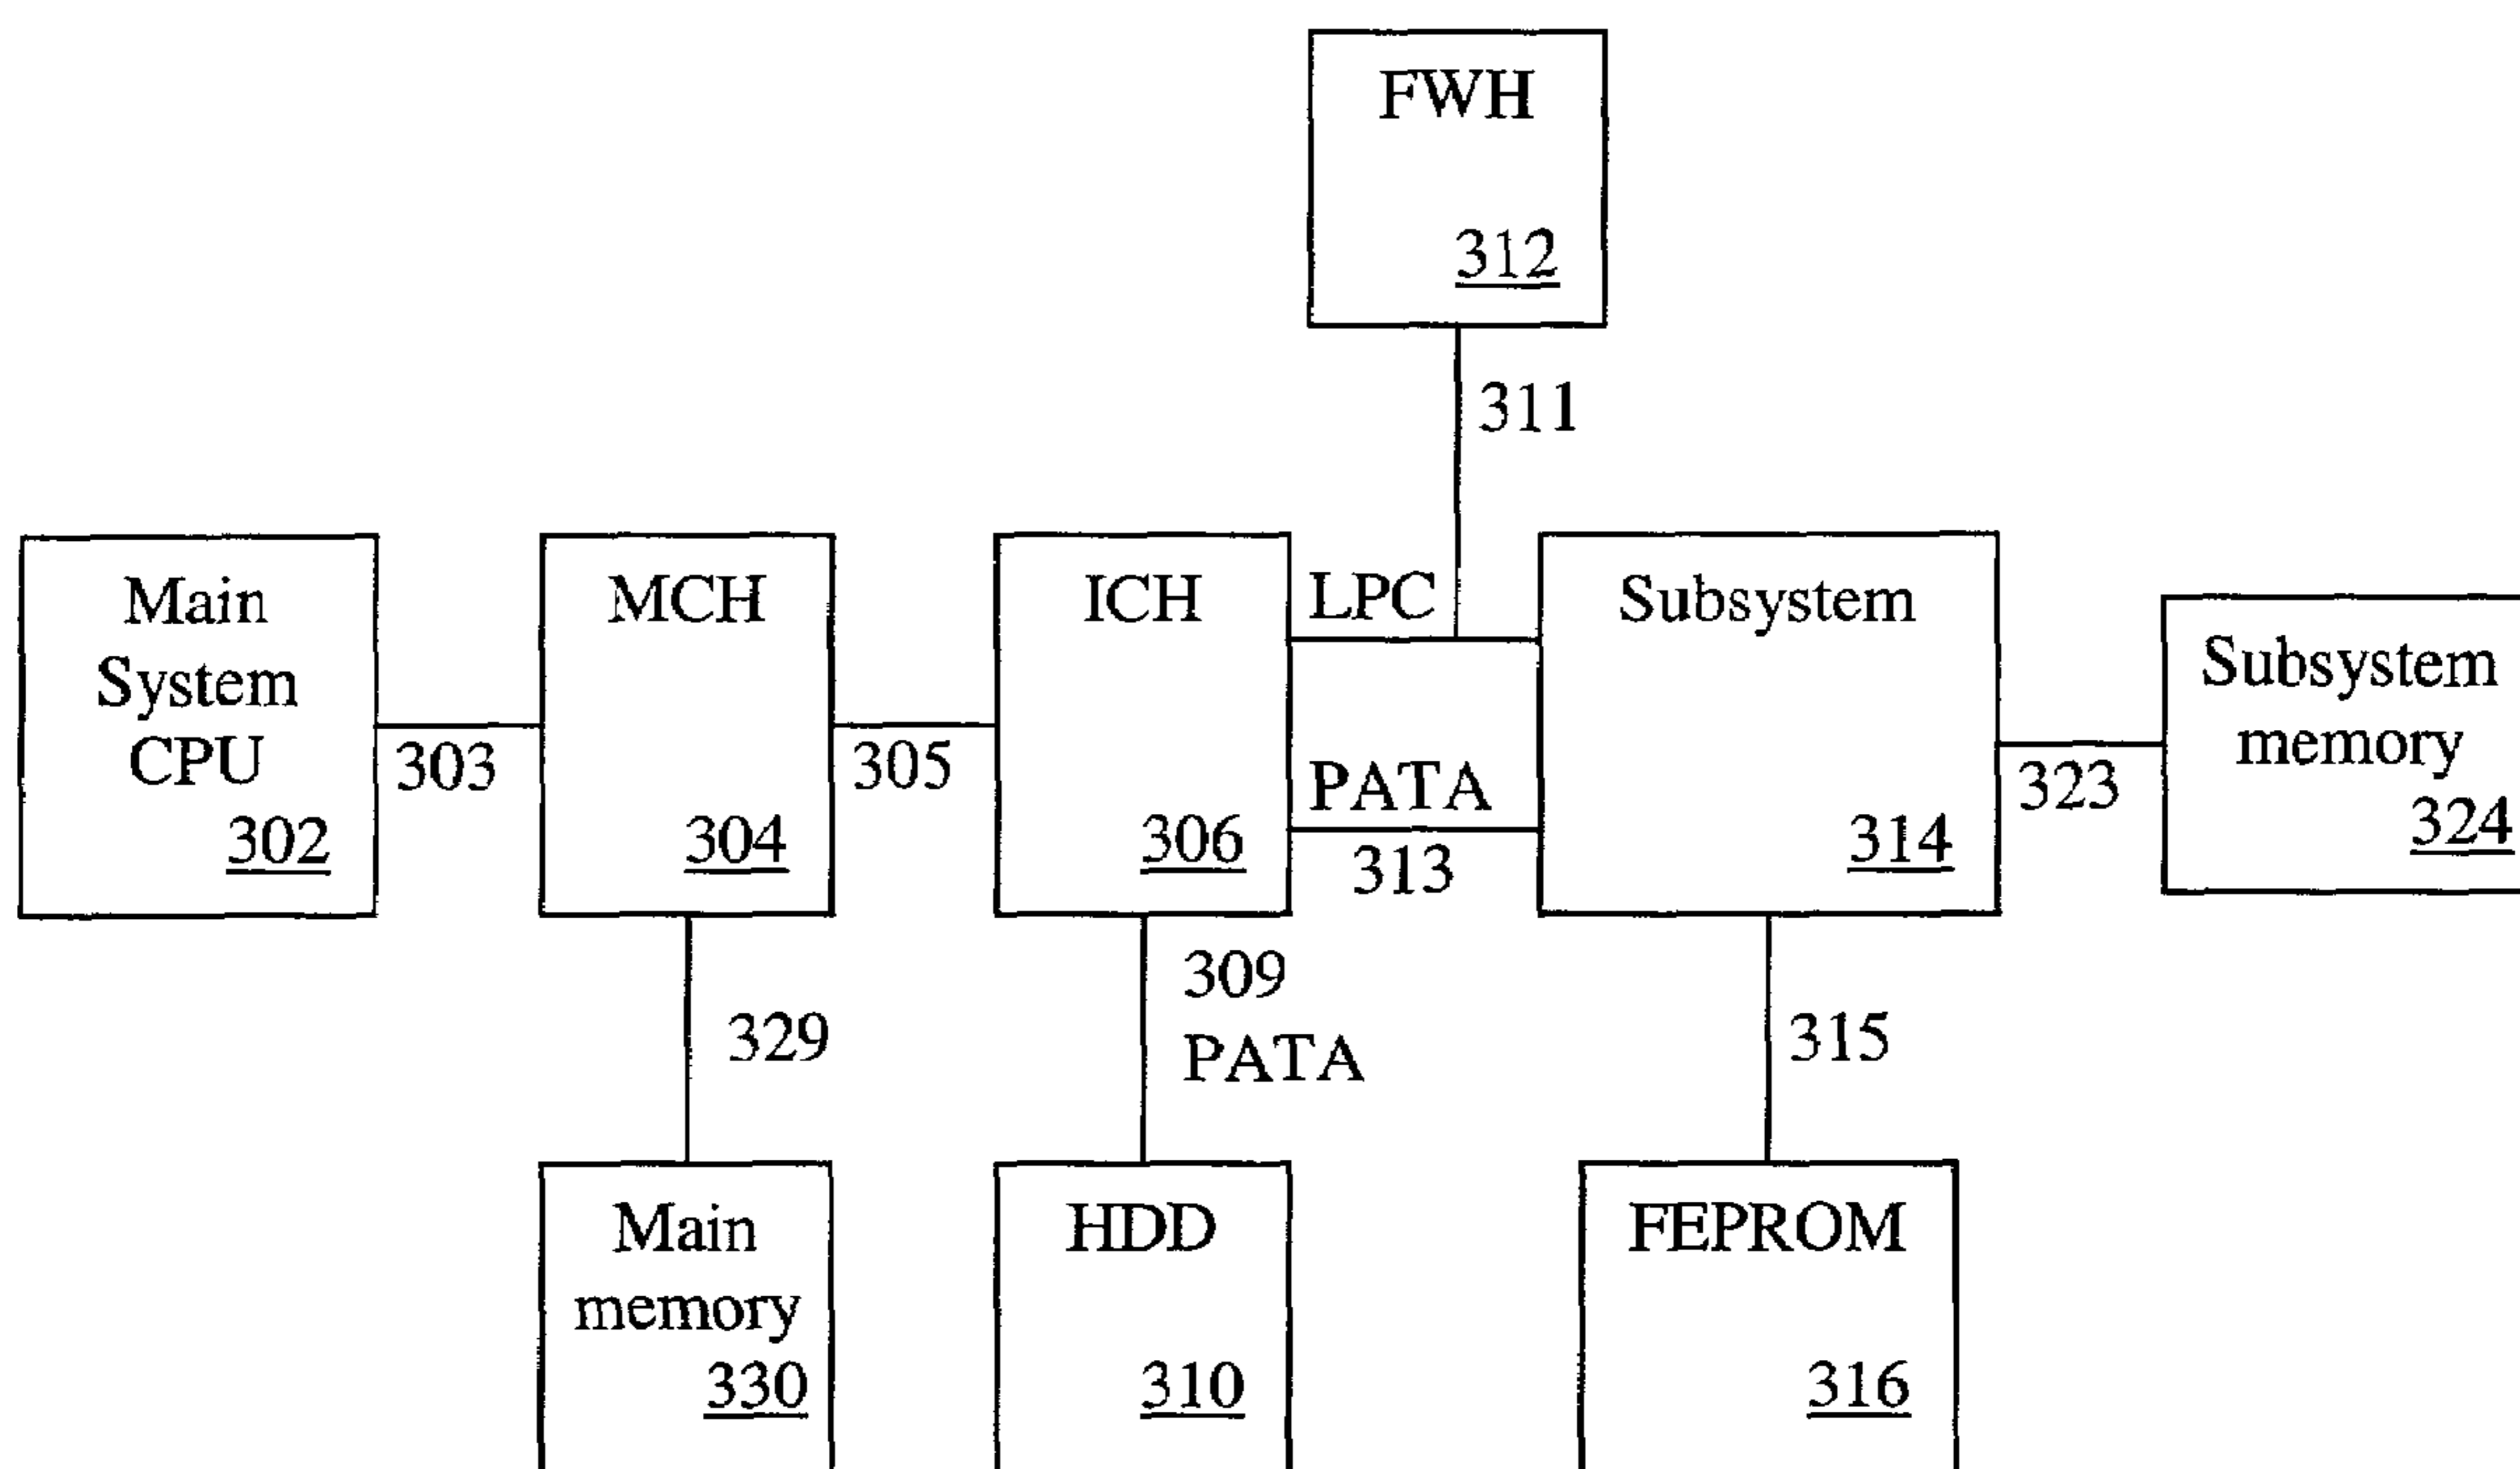 FWH
312
311
Main
System
CPU
302
303
MCH
304
305
ICH
306
LPC
PATA
313
Subsystem
314
323
Subsystem
memory
324
329
309
PATA
315
Main
memory
330
HDD
310
FEPROM
316